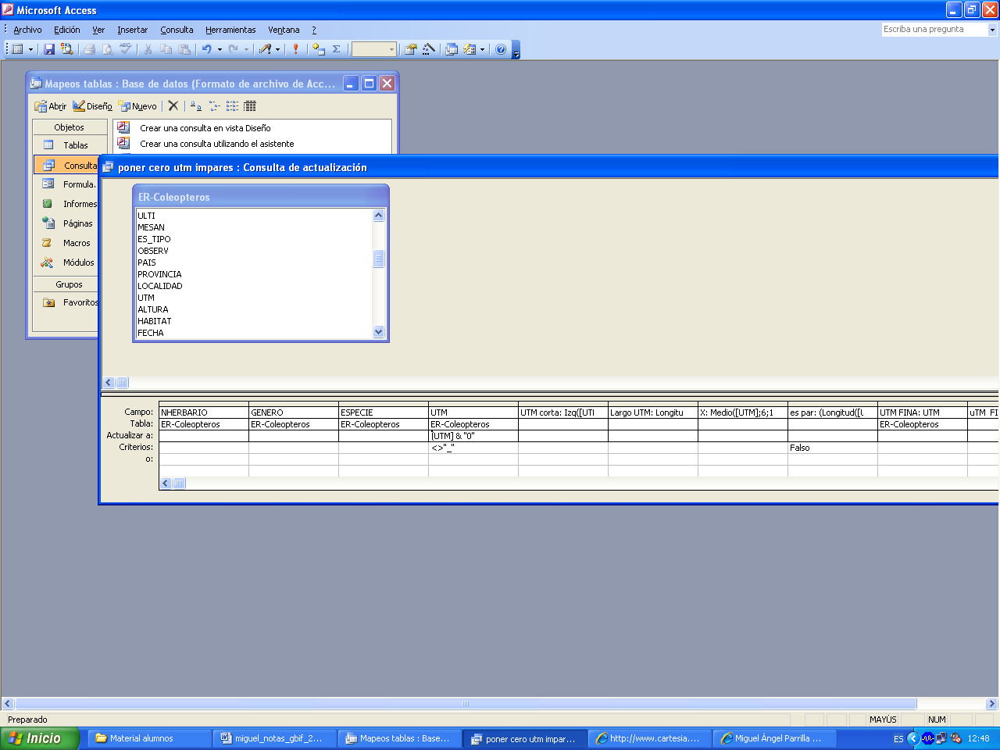 Microsoft Access
Archivo Edición Ver Insertar Consulta Herramientas Ventana ?
Escriba una pregunta
Mapeos tablas : Base de datos (Formato de archivo de Acc...
Abrir Diseño Nuevo
Objetos
Crear una consulta en vista Diseño
Tablas
Crear una consulta utilizando el asistente
Consulta
poner cero utm impares : Consulta de actualización
Formula.
Informes
Páginas
Macros
Módulos
Grupos
Favoritos
ER-Coleopteros
ULTI
MESAN
ES_TIPO
OBSERV
PAIS
PROVINCIA
LOCALIDAD
UTM
ALTURA
HABITAT
FECHA
Campo: NHERBARIO GENERO ESPECIE UTM UTM corta: Izq([UTI Largo UTM: Longitu X: Medio([UTM];6;1 es par: (Longitud([ UTM FINA: UTM uTM FI
Tabla: ER-Coleopteros ER-Coleopteros ER-Coleopteros ER-Coleopteros ER-Coleopteros
Actualizar a: [UTM] & "0"
Criterios: <>"_" Falso
o:
Preparado
MAYÚS NUM
Inicio Material alumnos miguel_notas_gbif_2... Mapeos tablas : Base... poner cero utm impar... http://www.cartesia.... Miguel Ángel Parrilla ... ES 12:48